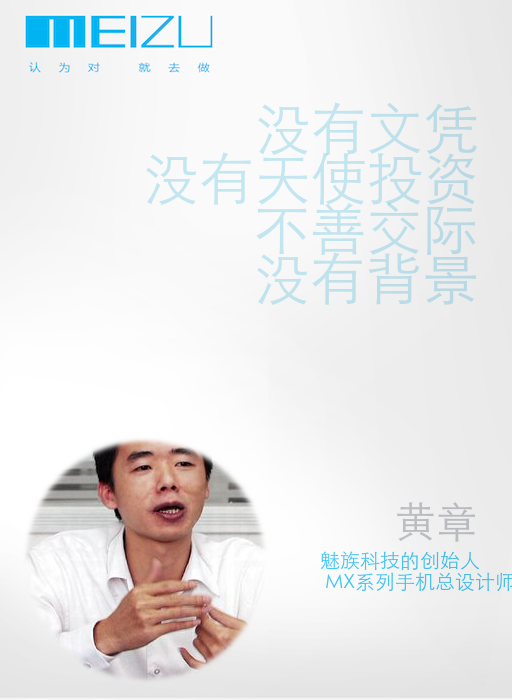 MEIZU
认为对 就去做
没有文凭
没有天使投资
不善交际
没有背景
黄章
魅族科技的创始人
MX系列手机总设计师